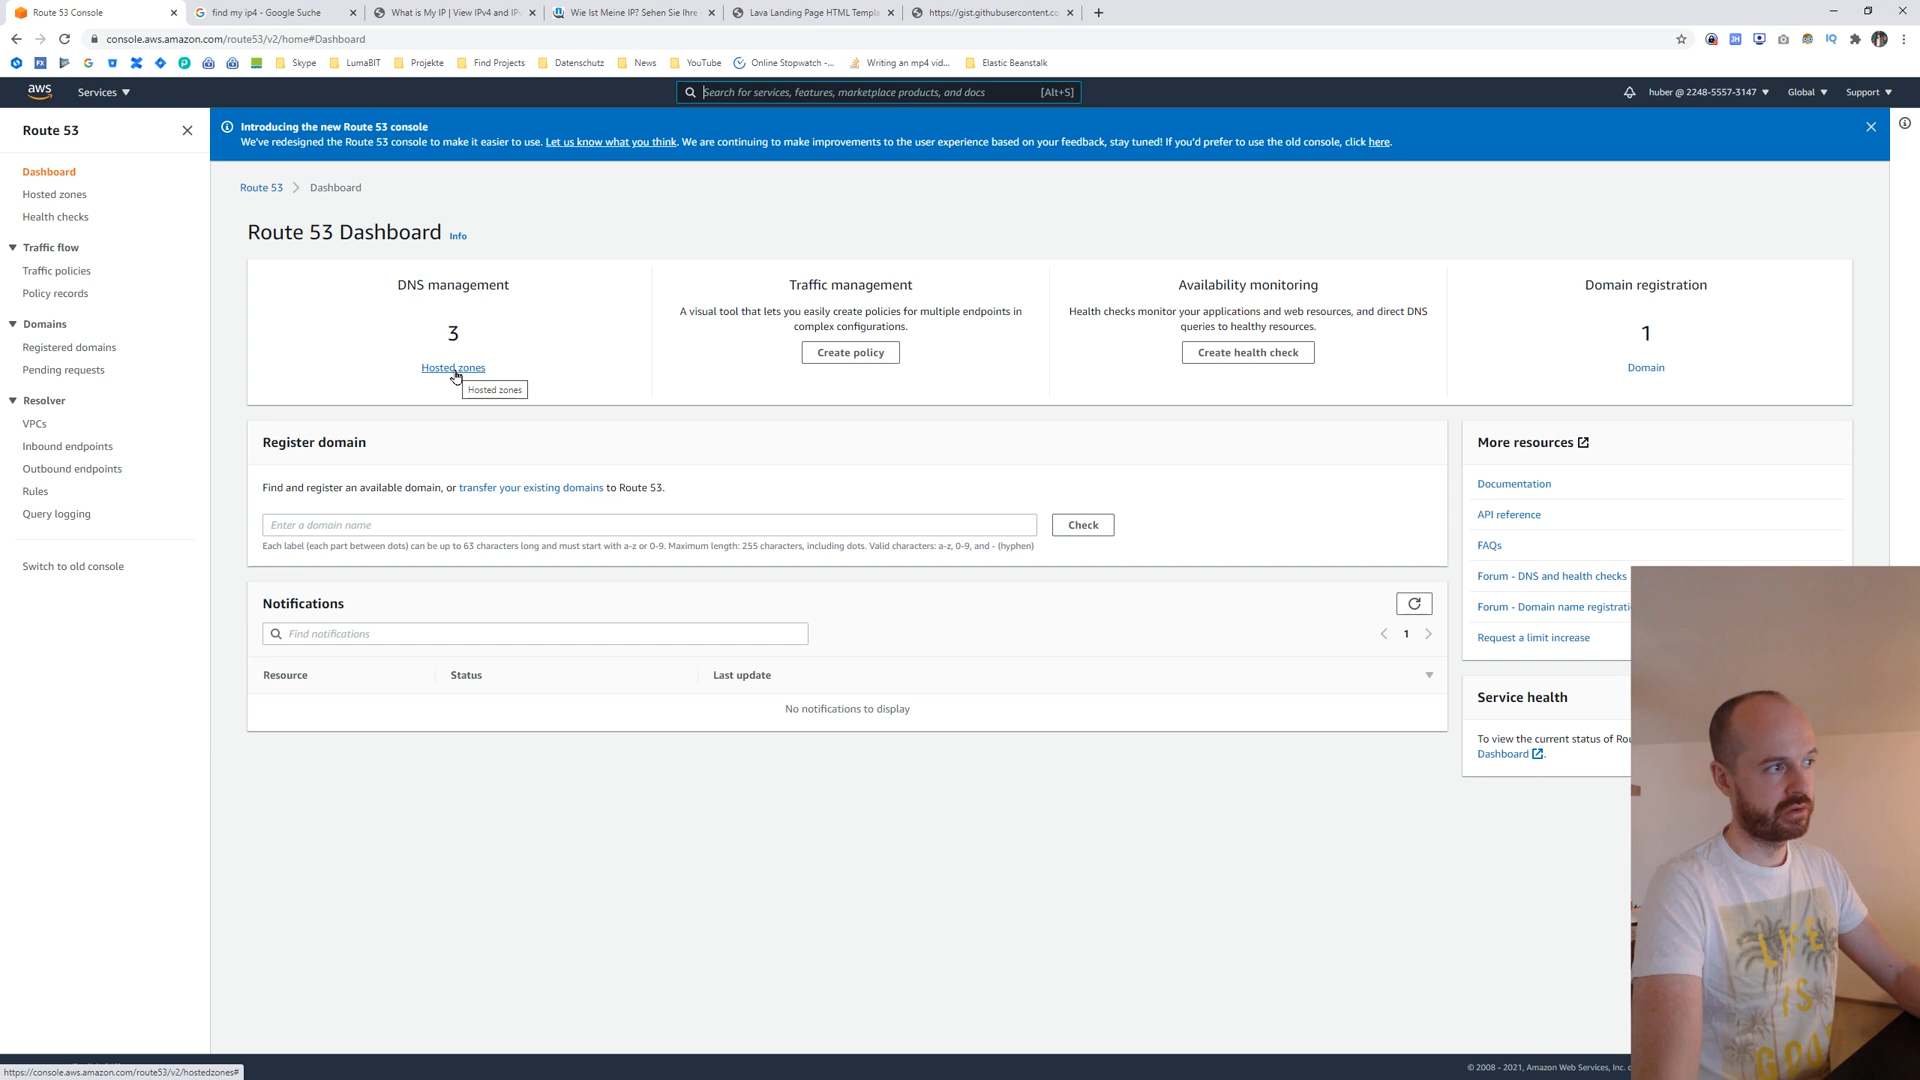 Route 53 Console
find my ip4 - Google Suche
What is My IP | View IPv4 and IPv
Wie Ist Meine IP? Sehen Sie Ihre
Lava Landing Page HTML Templa
https://gist.githubusercontent.co
console.aws.amazon.com/route53/v2/home#Dashboard
Skype
LumaBIT
Projekte
Find Projects
Datenschutz
News
YouTube
Online Stopwatch -...
Writing an mp4 vid...
Elastic Beanstalk
aws
Services
Search for services, features, marketplace products, and docs
[Alt+S]
huber @ 2248-5557-3147
Global
Support
Route 53
Introducing the new Route 53 console
We've redesigned the Route 53 console to make it easier to use. Let us know what you think. We are continuing to make improvements to the user experience based on your feedback, stay tuned! If you'd prefer to use the old console, click here.
Dashboard
Hosted zones
Health checks
Traffic flow
Traffic policies
Policy records
Domains
Registered domains
Pending requests
Resolver
VPCs
Inbound endpoints
Outbound endpoints
Rules
Query logging
Switch to old console
Route 53 > Dashboard
Route 53 Dashboard Info
DNS management
3
Hosted zones
Hosted zones
Traffic management
A visual tool that lets you easily create policies for multiple endpoints in
complex configurations.
Create policy
Availability monitoring
Health checks monitor your applications and web resources, and direct DNS
queries to healthy resources.
Create health check
Domain registration
1
Domain
Register domain
Find and register an available domain, or transfer your existing domains to Route 53.
Enter a domain name
Check
Each label (each part between dots) can be up to 63 characters long and must start with a-z or 0-9. Maximum length: 255 characters, including dots. Valid characters: a-z, 0-9, and - (hyphen)
Notifications
Find notifications
1
Resource
Status
Last update
No notifications to display
More resources
Documentation
API reference
FAQs
Forum - DNS and health checks
Forum - Domain name registrati
Request a limit increase
Service health
To view the current status of Rou
Dashboard
LIFE
IS
GOO
https://console.aws.amazon.com/route53/v2/hostedzones#
© 2008 - 2021, Amazon Web Services, Inc. o